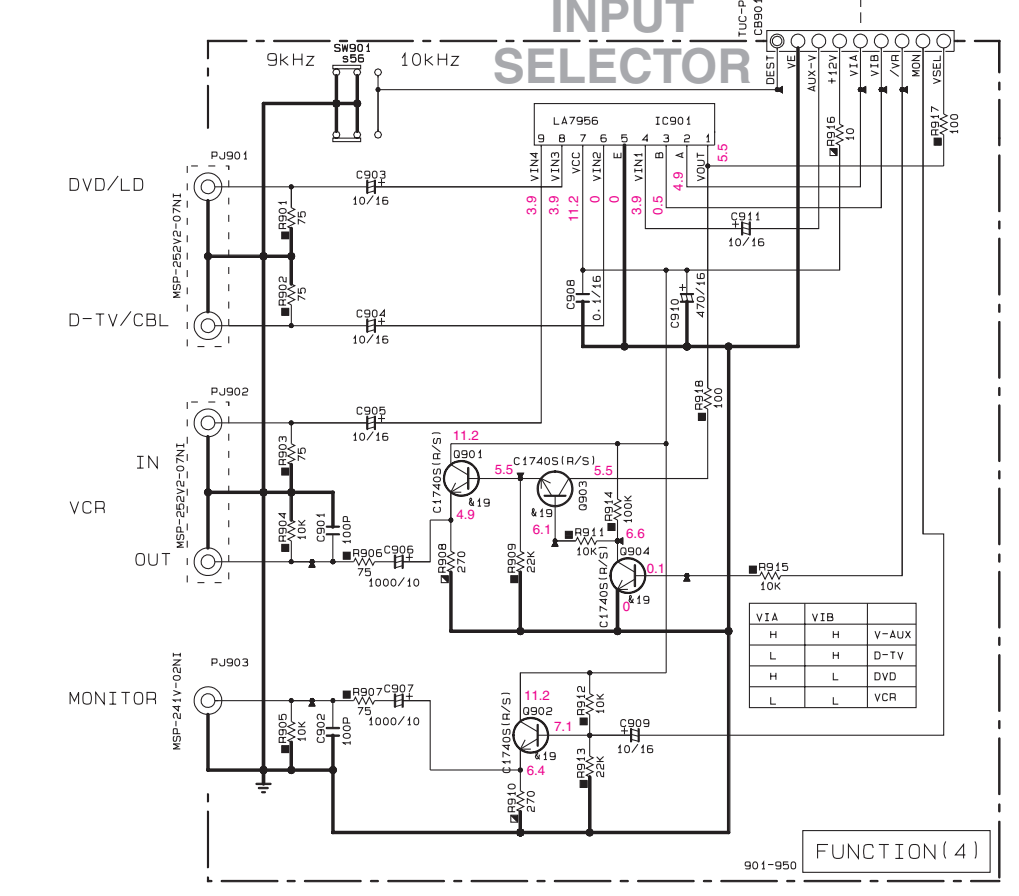 INPUT
SELECTOR
TUC-P
CB901
SW901
s56
9kHz
10kHz
DEST
VE
AUX-V
+12V
VIA
VIB
/VR
MON
VSEL
R916
10
R917
100
LA7956
IC901
9
8
7
6
5
4
3
2
1
VIN4
VIN3
VCC
VIN2
E
VIN1
B
A
VOUT
5.5
3.9
3.9
11.2
0
0
3.9
0.5
4.9
PJ901
DVD/LD
MSP-252V2-07NI
D-TV/CBL
R901
75
R902
75
C903
10/16
C904
10/16
C911
10/16
C908
0.1/16
C910
470/16
R918
100
PJ902
IN
VCR
OUT
MSP-252V2-07NI
R903
75
R904
10K
C901
100P
C905
10/16
R906
75
C906
1000/10
C1740S(R/S)
11.2
Q901
&19
4.9
5.5
R908
270
R909
22K
C1740S(R/S)
5.5
Q903
&19
6.1
R911
10K
R914
100K
6.6
Q904
C1740S(R/S)
0.1
&19
0
R915
10K
VIA VIB
H H V-AUX
L H D-TV
H L DVD
L L VCR
PJ903
MONITOR
MSP-241V-02NI
R905
10K
C902
100P
R907
75
C907
1000/10
C1740S(R/S)
11.2
Q902
7.1
&19
6.4
R910
270
R912
10K
R913
22K
C909
10/16
901-950
FUNCTION(4)